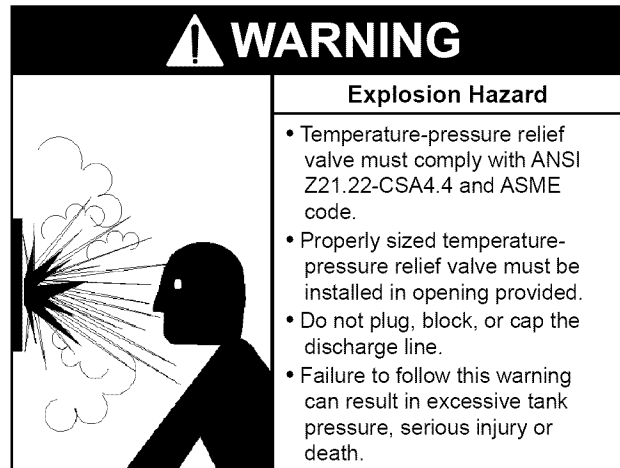 WARNING
Explosion Hazard
• Temperature-pressure relief
valve must comply with ANSI
Z21.22-CSA4.4 and ASME
code.
• Properly sized temperature-
pressure relief valve must be
installed in opening provided.
• Do not plug, block, or cap the
discharge line.
• Failure to follow this warning
can result in excessive tank
pressure, serious injury or
death.